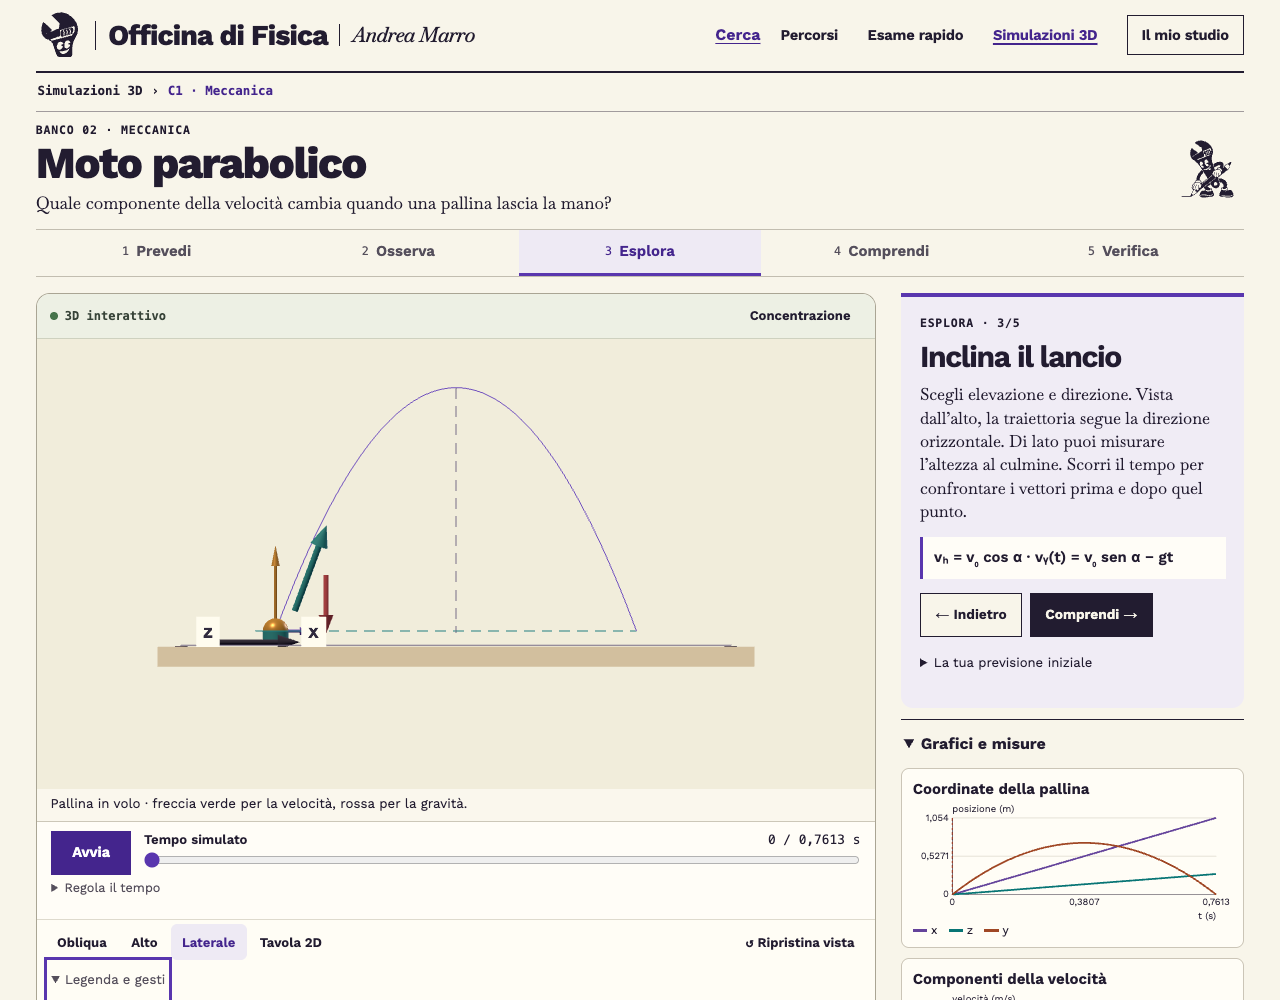 Officina di Fisica
Andrea Marro
Cerca
Percorsi
Esame rapido
Simulazioni 3D
Il mio studio
Simulazioni 3D › C1 · Meccanica
BANCO 02 · MECCANICA
Moto parabolico
Quale componente della velocità cambia quando una pallina lascia la mano?
1 Prevedi
2 Osserva
3 Esplora
4 Comprendi
5 Verifica
3D interattivo
Concentrazione
Z
X
Pallina in volo · freccia verde per la velocità, rossa per la gravità.
Avvia
Tempo simulato
0 / 0,7613 s
▶ Regola il tempo
Obliqua
Alto
Laterale
Tavola 2D
↺ Ripristina vista
▼ Legenda e gesti
ESPLORA · 3/5
Inclina il lancio
Scegli elevazione e direzione. Vista
dall’alto, la traiettoria segue la direzione
orizzontale. Di lato puoi misurare
l’altezza al culmine. Scorri il tempo per
confrontare i vettori prima e dopo quel
punto.
vₕ = v₀ cos α · vᵧ(t) = v₀ sen α − gt
← Indietro
Comprendi →
▶ La tua previsione iniziale
▼ Grafici e misure
Coordinate della pallina
posizione (m)
1,054
0,5271
0
0
0,3807
0,7613
t (s)
x
z
y
Componenti della velocità
velocità (m/s)